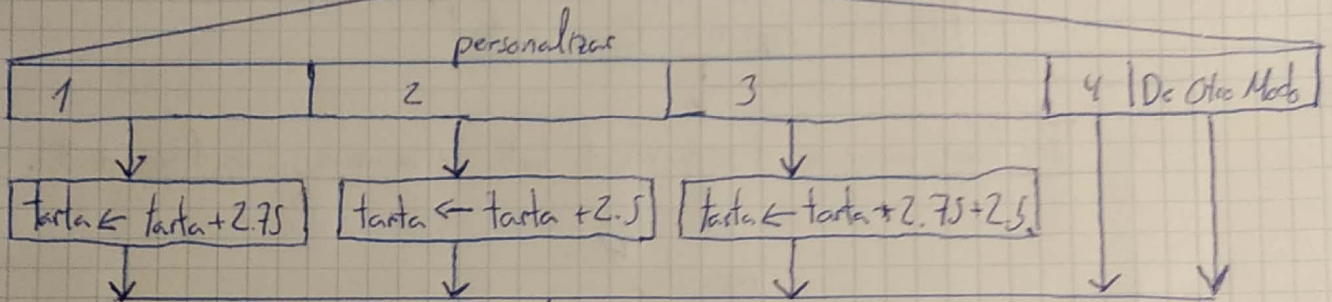 personalizar
1 2 3 4 De Otro Modo
tarta ← tarta + 2.75 tarta ← tarta + 2.5 tarta ← tarta + 2.75 + 2.5